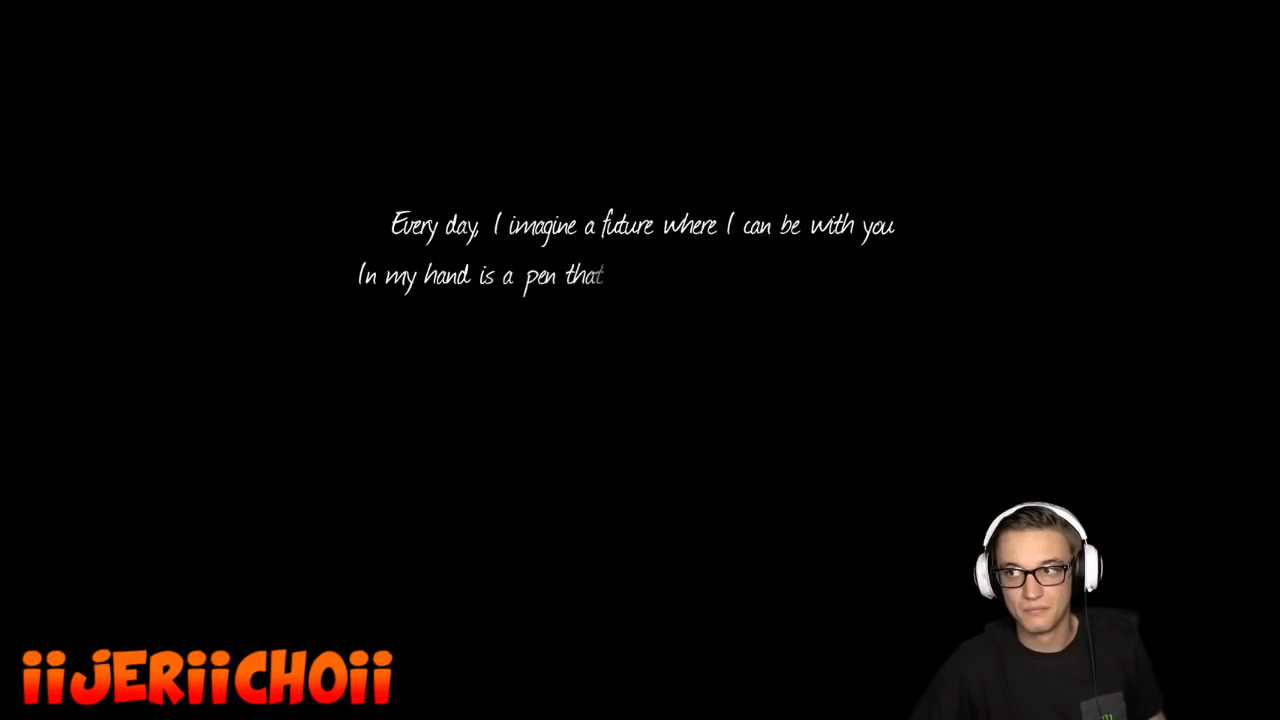 Every day, I imagine a future where I can be with you
In my hand is a pen that
iiJERiiCHOii